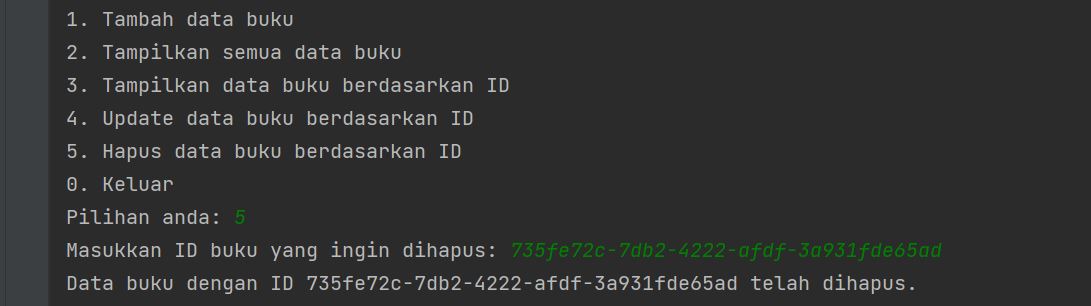 1. Tambah data buku
2. Tampilkan semua data buku
3. Tampilkan data buku berdasarkan ID
4. Update data buku berdasarkan ID
5. Hapus data buku berdasarkan ID
0. Keluar
Pilihan anda: 5
Masukkan ID buku yang ingin dihapus: 735fe72c-7db2-4222-afdf-3a931fde65ad
Data buku dengan ID 735fe72c-7db2-4222-afdf-3a931fde65ad telah dihapus.